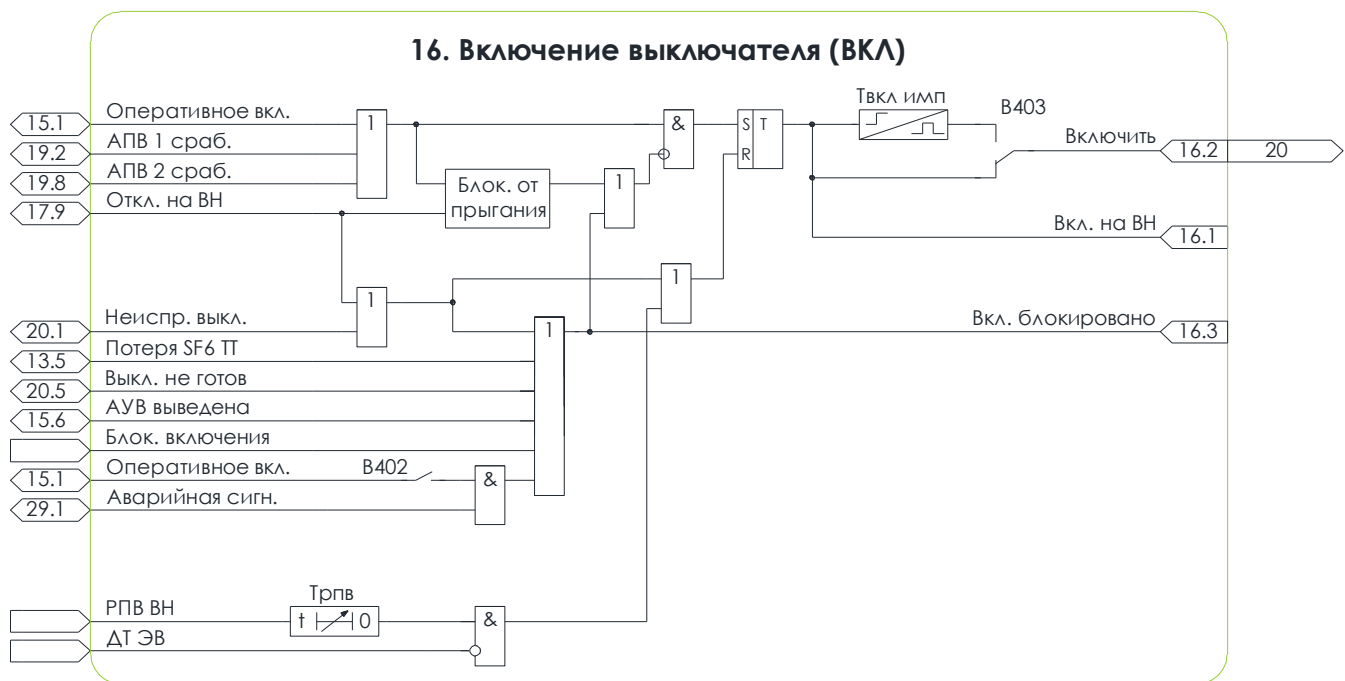 16. Включение выключателя (ВКЛ)
15.1 Оперативное вкл. 1 & S T Твкл имп В403
Включить 16.2 20
19.2 АПВ 1 сраб. R
19.8 АПВ 2 сраб.
Блок. от 1
17.9 Откл. на ВН
прыгания
Вкл. на ВН 16.1
1
1
20.1 Неиспр. выкл. 1 Вкл. блокировано 16.3
13.5 Потеря SF6 ТТ
20.5 Выкл. не готов
15.6 АУВ выведена
Блок. включения
15.1 Оперативное вкл. В402 &
29.1 Аварийная сигн.
Трпв
РПВ ВН t 0 &
ДТ ЭВ